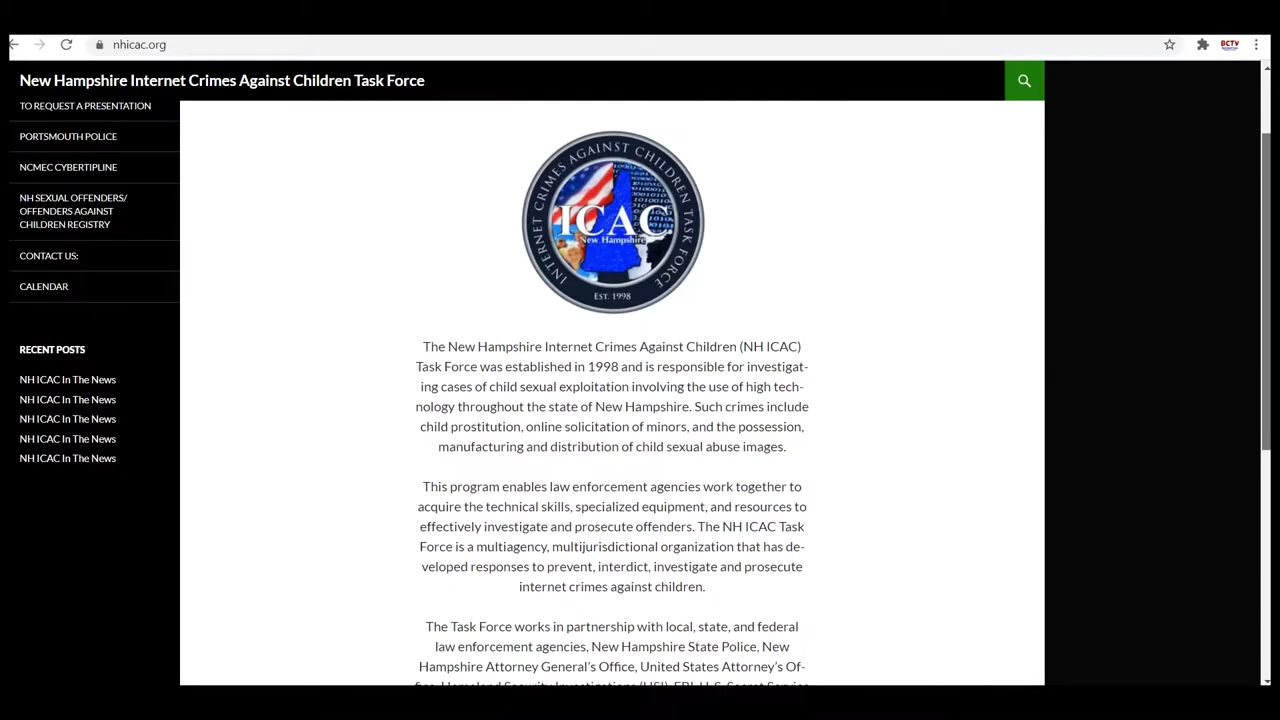 nhicac.org
BCTV
New Hampshire Internet Crimes Against Children Task Force
TO REQUEST A PRESENTATION
PORTSMOUTH POLICE
NCMEC CYBERTIPLINE
NH SEXUAL OFFENDERS/
OFFENDERS AGAINST
CHILDREN REGISTRY
CONTACT US:
CALENDAR
RECENT POSTS
NH ICAC In The News
NH ICAC In The News
NH ICAC In The News
NH ICAC In The News
NH ICAC In The News
INTERNET CRIMES AGAINST CHILDREN TASK FORCE
ICAC
New Hampshire
EST. 1998
The New Hampshire Internet Crimes Against Children (NH ICAC)
Task Force was established in 1998 and is responsible for investigat-
ing cases of child sexual exploitation involving the use of high tech-
nology throughout the state of New Hampshire. Such crimes include
child prostitution, online solicitation of minors, and the possession,
manufacturing and distribution of child sexual abuse images.
This program enables law enforcement agencies work together to
acquire the technical skills, specialized equipment, and resources to
effectively investigate and prosecute offenders. The NH ICAC Task
Force is a multiagency, multijurisdictional organization that has de-
veloped responses to prevent, interdict, investigate and prosecute
internet crimes against children.
The Task Force works in partnership with local, state, and federal
law enforcement agencies, New Hampshire State Police, New
Hampshire Attorney General's Office, United States Attorney's Of-
fice, Homeland Security Investigations (HSI), FBI, U.S. Secret Service